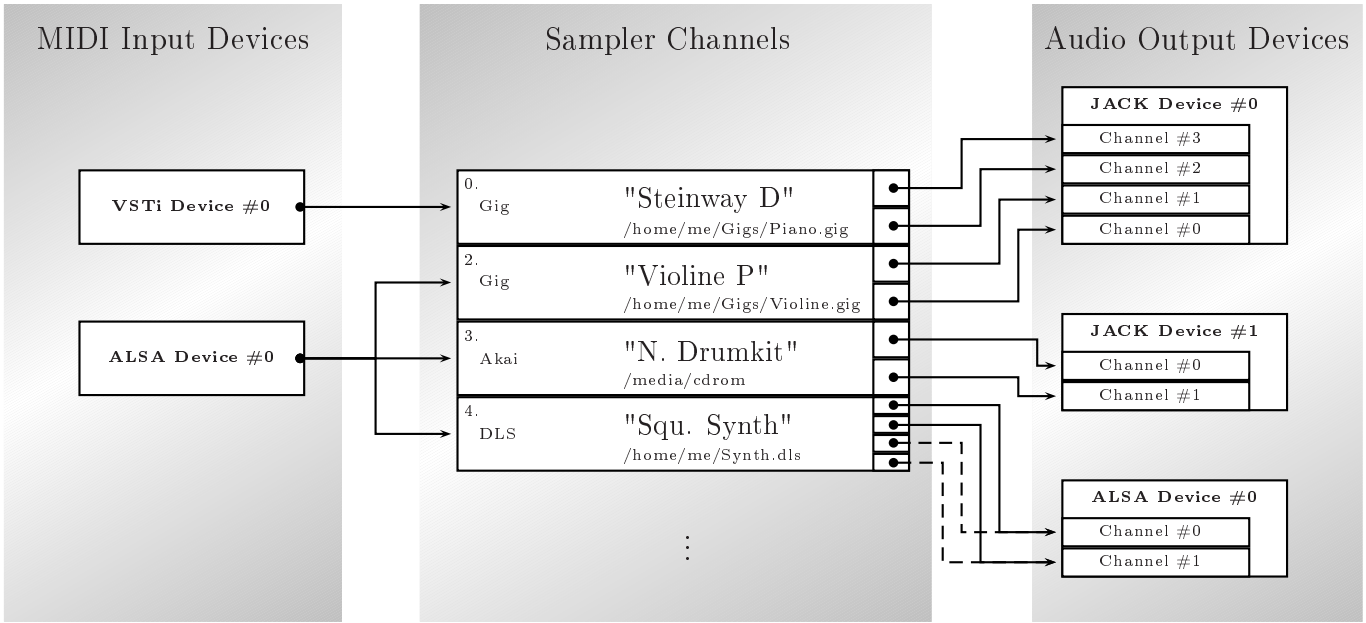 MIDI Input Devices
VSTi Device #0
ALSA Device #0
Sampler Channels
0.
Gig
"Steinway D"
/home/me/Gigs/Piano.gig
2.
Gig
"Violine P"
/home/me/Gigs/Violine.gig
3.
Akai
"N. Drumkit"
/media/cdrom
4.
DLS
"Squ. Synth"
/home/me/Synth.dls
⋮
Audio Output Devices
JACK Device #0
Channel #3
Channel #2
Channel #1
Channel #0
JACK Device #1
Channel #0
Channel #1
ALSA Device #0
Channel #0
Channel #1